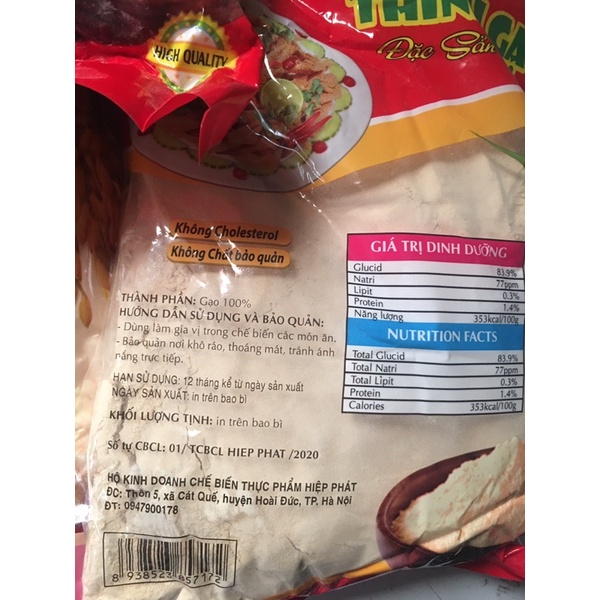 HIGH QUALITY
Đặc Sản
Không Cholesterol
Không Chất bảo quản
THÀNH PHẦN: Gạo 100%
HƯỚNG DẪN SỬ DỤNG VÀ BẢO QUẢN:
- Dùng làm gia vị trong chế biến các món ăn.
- Bảo quản nơi khô ráo, thoáng mát, tránh ánh
nắng trực tiếp.
HẠN SỬ DỤNG: 12 tháng kể từ ngày sản xuất
NGÀY SẢN XUẤT: in trên bao bì
KHỐI LƯỢNG TỊNH: in trên bao bì
Số tự CBCL: 01/ TCBCL HIEP PHAT /2020
HỘ KINH DOANH CHẾ BIẾN THỰC PHẨM HIỆP PHÁT
ĐC: Thôn 5, xã Cát Quế, huyện Hoài Đức, TP. Hà Nội
ĐT: 0947900178
8 938523 857172
GIÁ TRỊ DINH DƯỠNG
Glucid 83.9%
Natri 77ppm
Lipit 0.3%
Protein 1.4%
Năng lượng 353kcal/100g
NUTRITION FACTS
Total Glucid 83.9%
Total Natri 77ppm
Total Lipit 0.3%
Protein 1.4%
Calories 353kcal/100g